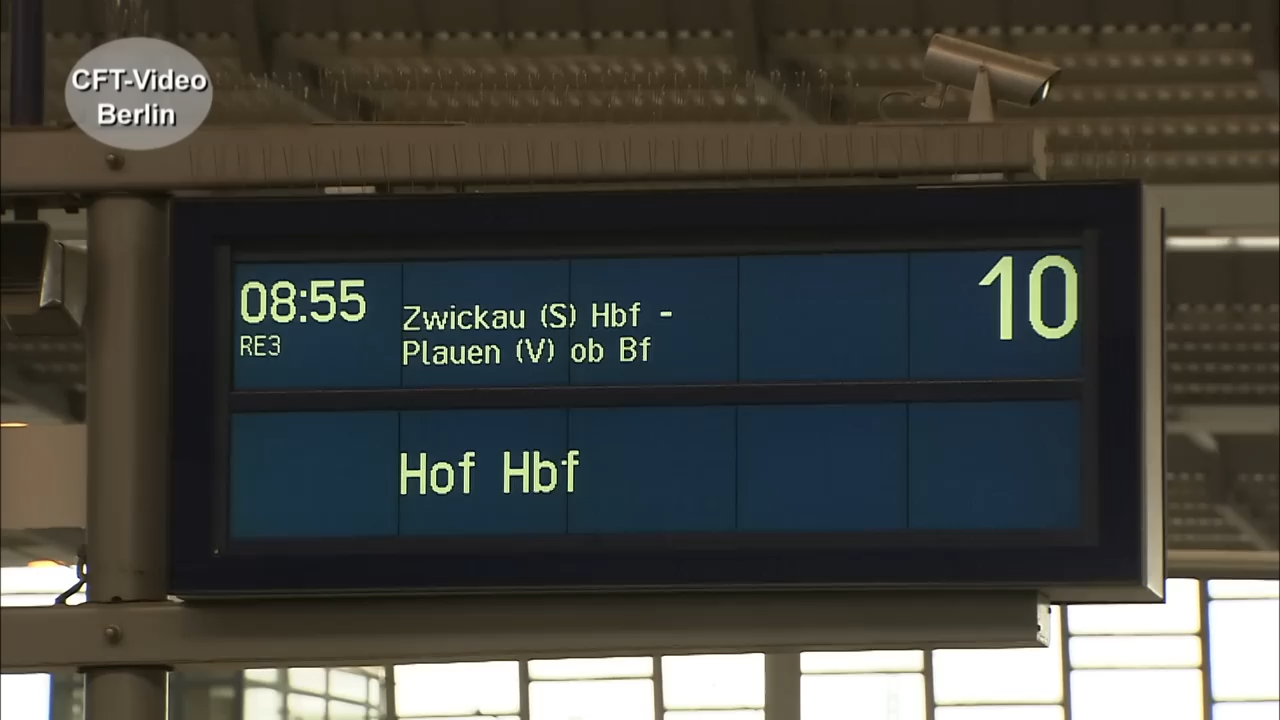 CFT-Video
Berlin
08:55
10
RE3
Zwickau (S) Hbf -
Plauen (V) ob Bf
Hof Hbf